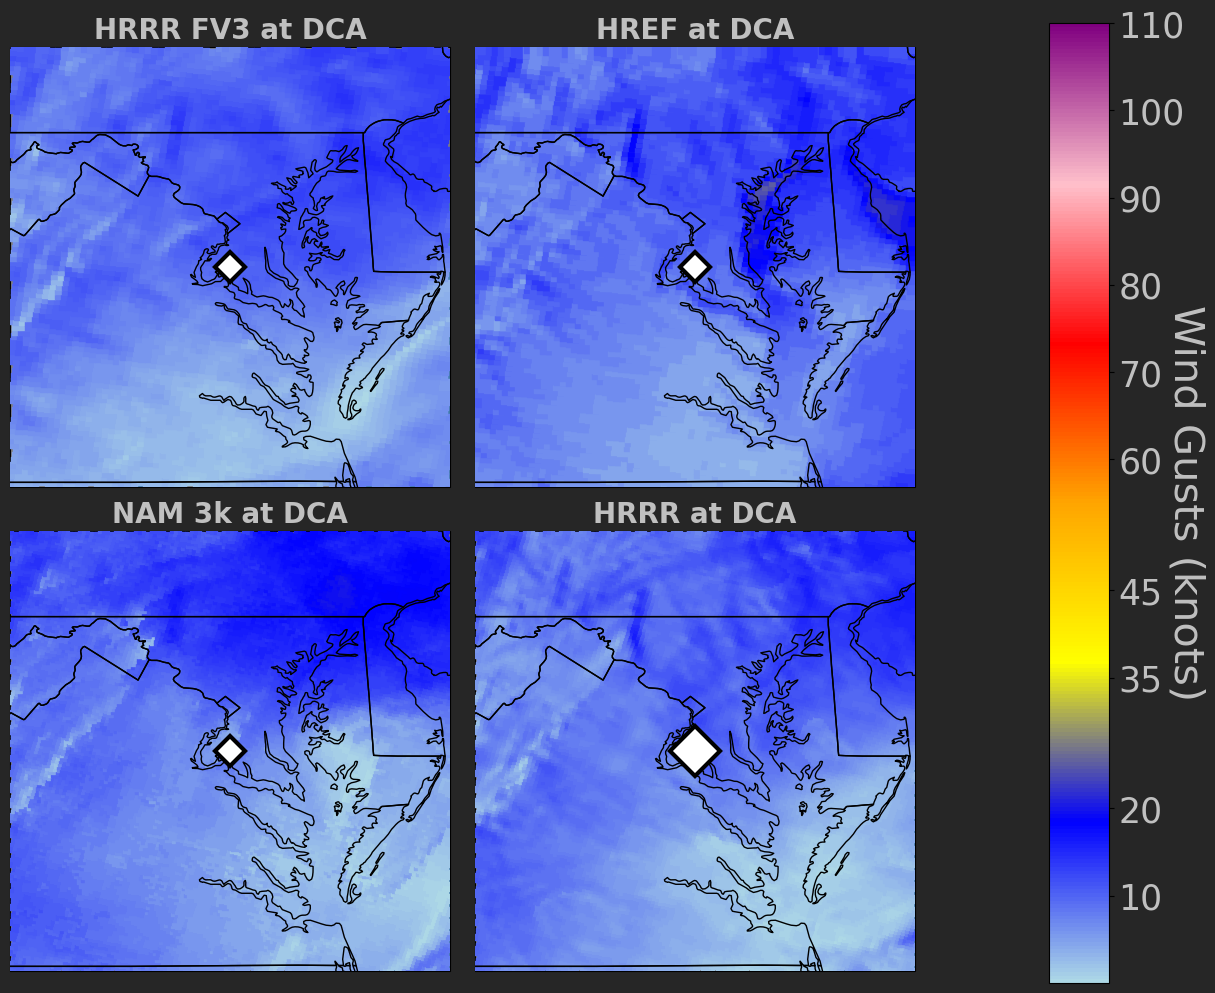 HRRR FV3 at DCA
HREF at DCA
NAM 3k at DCA
HRRR at DCA
110
100
90
80
70
60
45
35
20
10
Wind Gusts (knots)